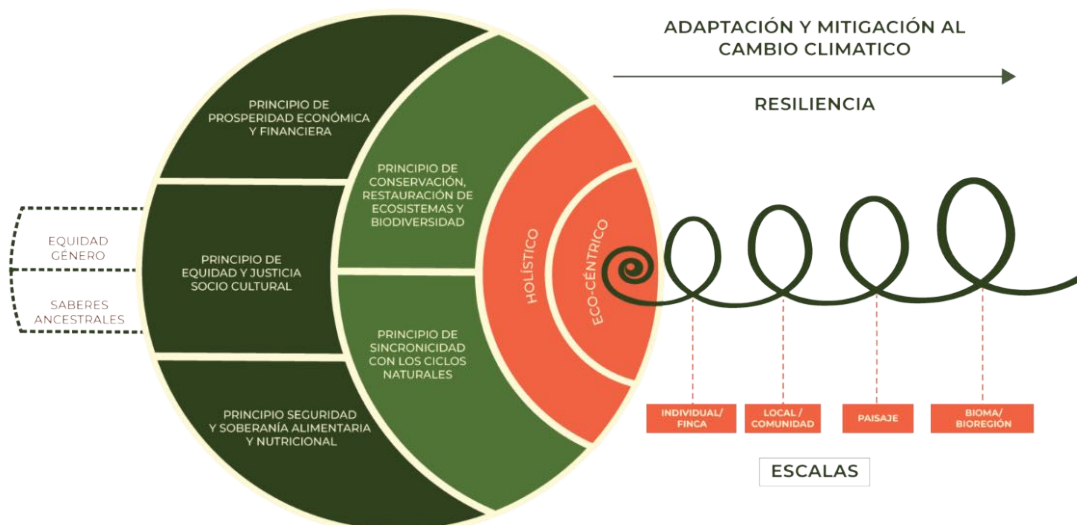 ADAPTACIÓN Y MITIGACIÓN AL
CAMBIO CLIMATICO
RESILIENCIA
PRINCIPIO DE
PROSPERIDAD ECONÓMICA
Y FINANCIERA
PRINCIPIO DE
CONSERVACIÓN,
RESTAURACIÓN DE
ECOSISTEMAS Y
BIODIVERSIDAD
EQUIDAD
GÉNERO
SABERES
ANCESTRALES
PRINCIPIO DE
EQUIDAD Y JUSTICIA
SOCIO CULTURAL
HOLÍSTICO
ECO-CÉNTRICO
PRINCIPIO DE
SINCRONICIDAD
CON LOS CICLOS
NATURALES
PRINCIPIO SEGURIDAD
Y SOBERANÍA ALIMENTARIA
Y NUTRICIONAL
INDIVIDUAL/
FINCA
LOCAL /
COMUNIDAD
PAISAJE
BIOMA/
BIOREGIÓN
ESCALAS